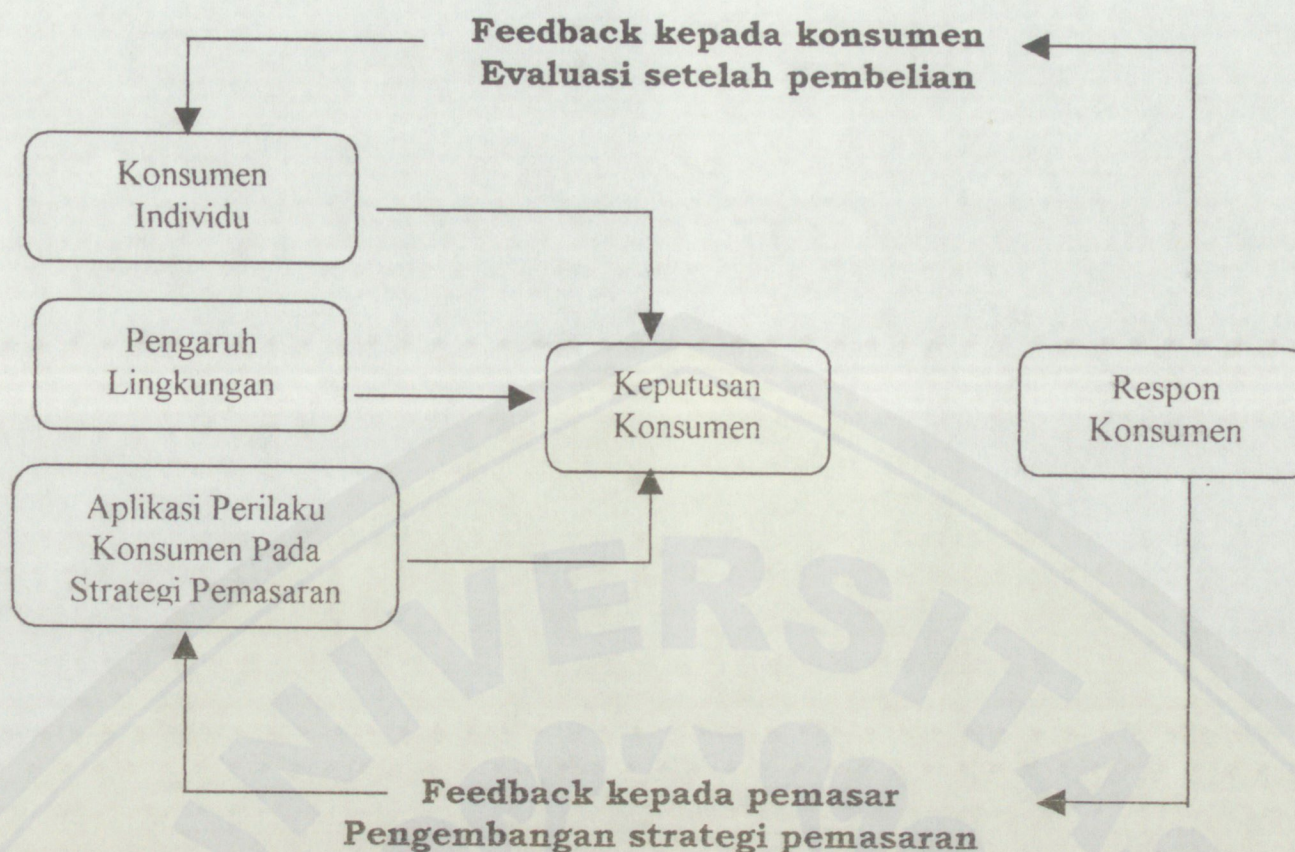 Feedback kepada konsumen
Evaluasi setelah pembelian
Konsumen
Individu
Pengaruh
Lingkungan
Keputusan
Konsumen
Respon
Konsumen
Aplikasi Perilaku
Konsumen Pada
Strategi Pemasaran
Feedback kepada pemasar
Pengembangan strategi pemasaran
UNIVERSITA